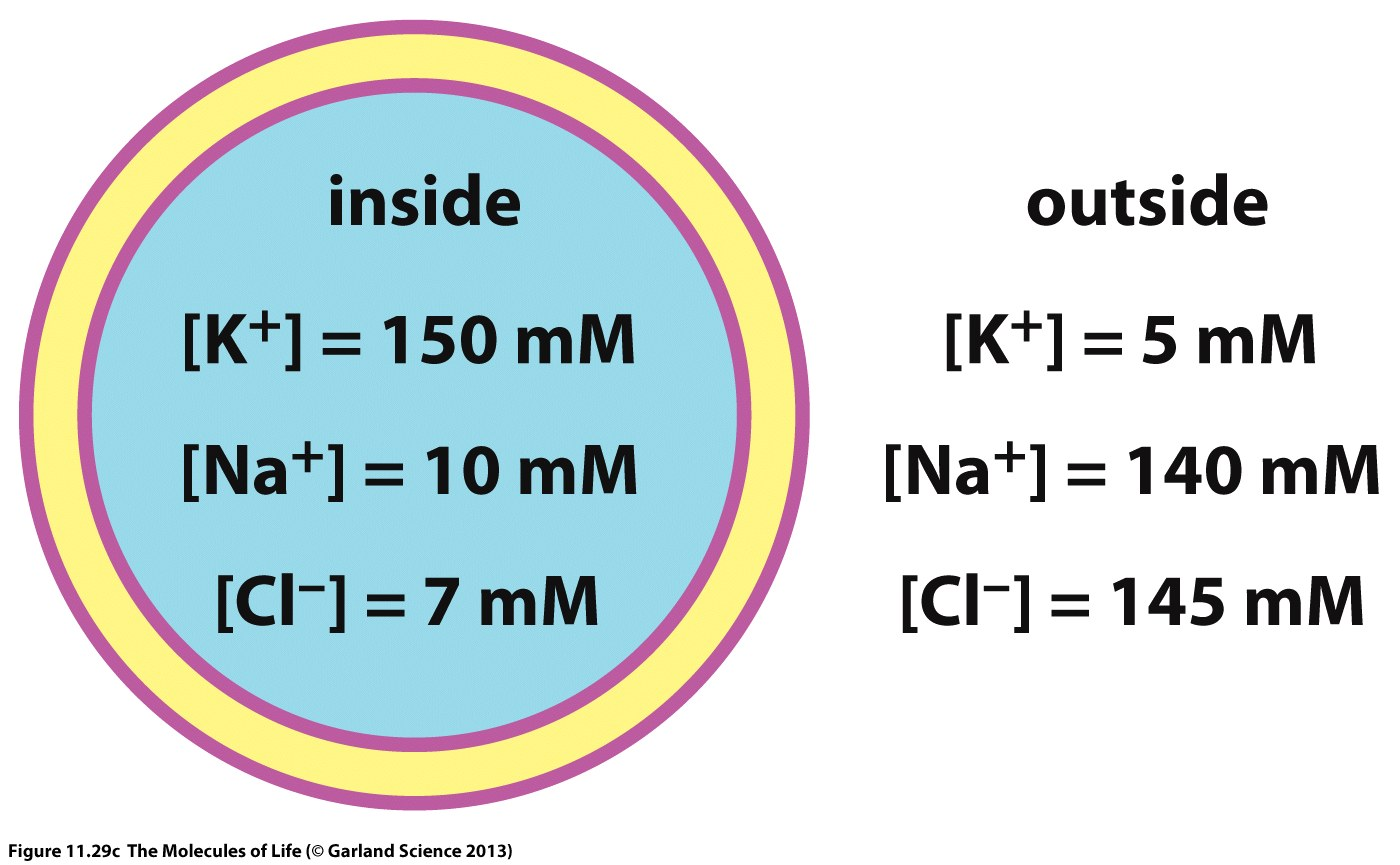 inside
[K⁺] = 150 mM
[Na⁺] = 10 mM
[Cl⁻] = 7 mM
outside
[K⁺] = 5 mM
[Na⁺] = 140 mM
[Cl⁻] = 145 mM
Figure 11.29c The Molecules of Life (© Garland Science 2013)